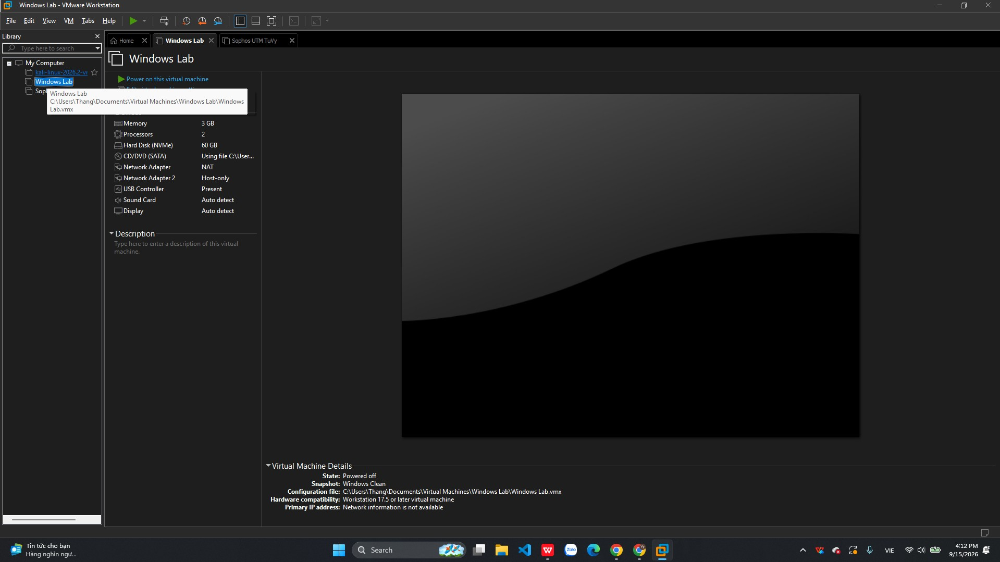 Windows Lab - VMware Workstation
File Edit View VM Tabs Help
Library
Home
Windows Lab
Sophos UTM TuVy
Type here to search
Windows Lab
My Computer
kali-linux-2026.2-vr
Windows Lab
Power on this virtual machine
Windows Lab
C:\Users\Thang\Documents\Virtual Machines\Windows Lab\Windows
Lab.vmx
Memory 3 GB
Processors 2
Hard Disk (NVMe) 60 GB
CD/DVD (SATA) Using file C:\User...
Network Adapter NAT
Network Adapter 2 Host-only
USB Controller Present
Sound Card Auto detect
Display Auto detect
Description
Type here to enter a description of this virtual
machine.
Virtual Machine Details
State: Powered off
Snapshot: Windows Clean
Configuration file: C:\Users\Thang\Documents\Virtual Machines\Windows Lab\Windows Lab.vmx
Hardware compatibility: Workstation 17.5 or later virtual machine
Primary IP address: Network information is not available
Tin tức cho bạn
Hàng nghìn ngư...
Search
Zalo
VIE
4:12 PM
9/15/2026